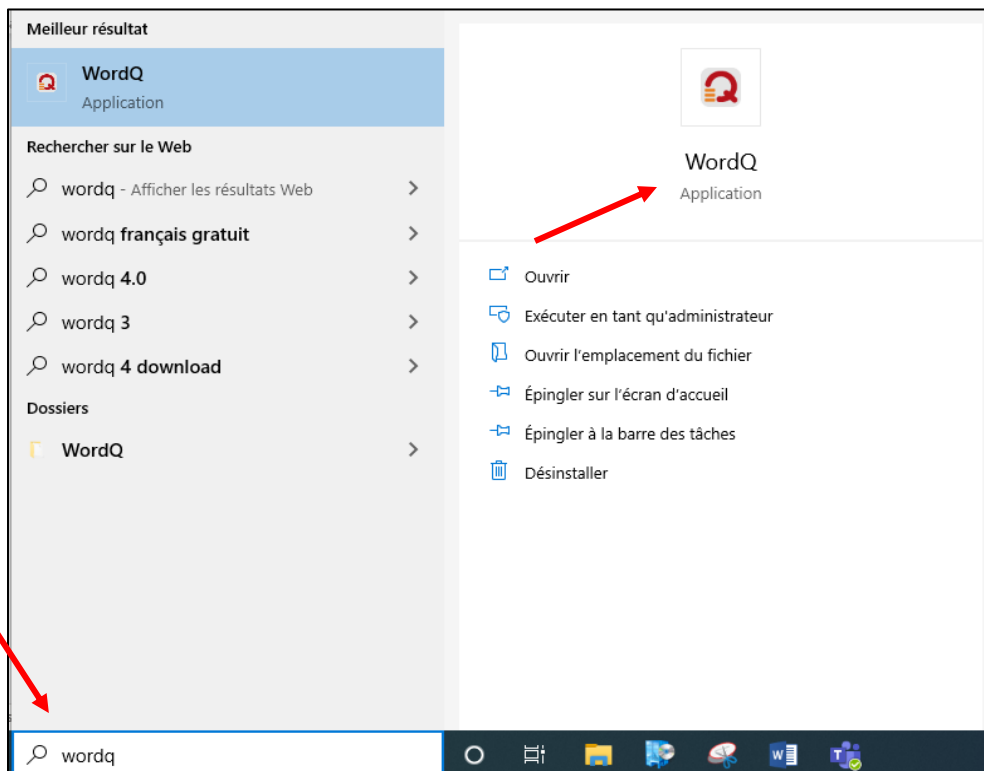 Meilleur résultat
WordQ
Application
Rechercher sur le Web
wordq - Afficher les résultats Web
wordq français gratuit
wordq 4.0
wordq 3
wordq 4 download
Dossiers
WordQ
wordq
WordQ
Application
Ouvrir
Exécuter en tant qu'administrateur
Ouvrir l'emplacement du fichier
Épingler sur l'écran d'accueil
Épingler à la barre des tâches
Désinstaller